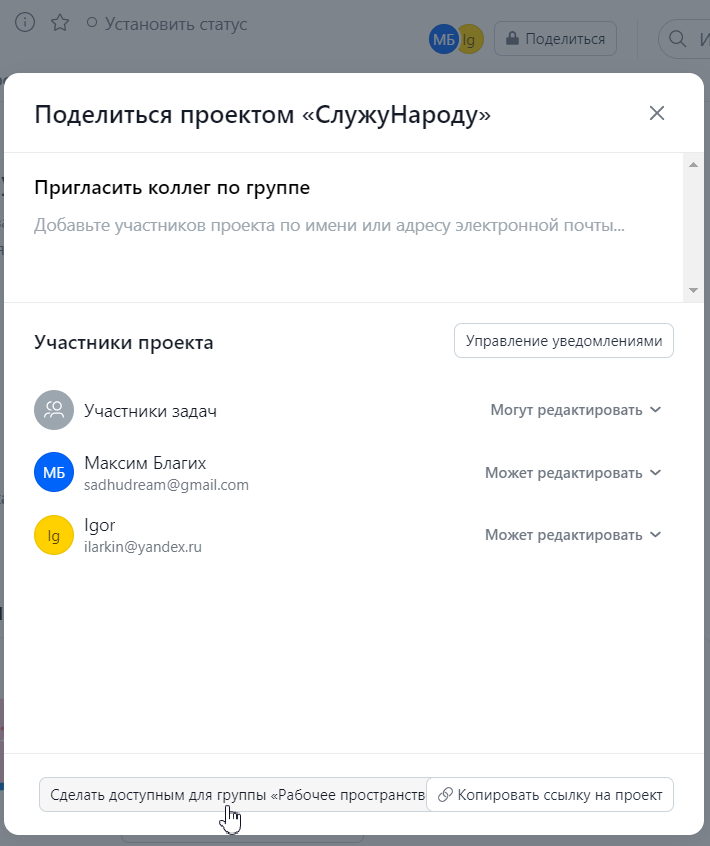 Установить статус
МБ Ig Поделиться
Поделиться проектом «СлужуНароду»
Пригласить коллег по группе
Добавьте участников проекта по имени или адресу электронной почты...
Участники проекта
Управление уведомлениями
Участники задач
Могут редактировать
МБ
Максим Благих
sadhudream@gmail.com
Может редактировать
Ig
Igor
ilarkin@yandex.ru
Может редактировать
Сделать доступным для группы «Рабочее пространств
Копировать ссылку на проект